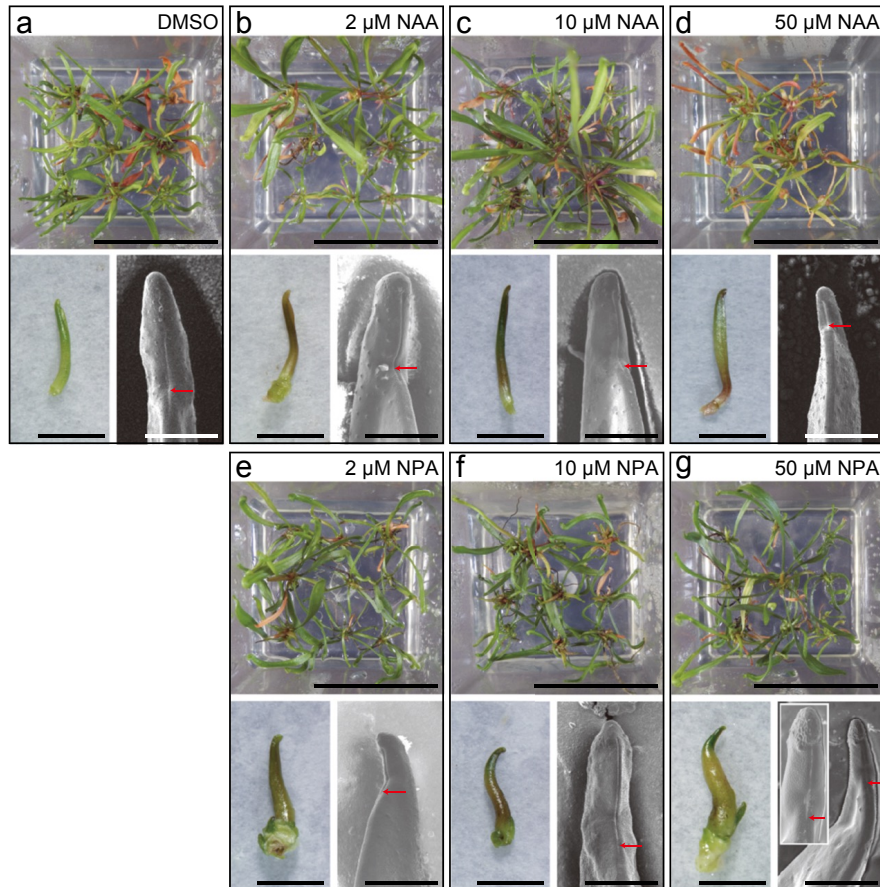 a DMSO
b 2 µM NAA
c 10 µM NAA
d 50 µM NAA
e 2 µM NPA
f 10 µM NPA
g 50 µM NPA